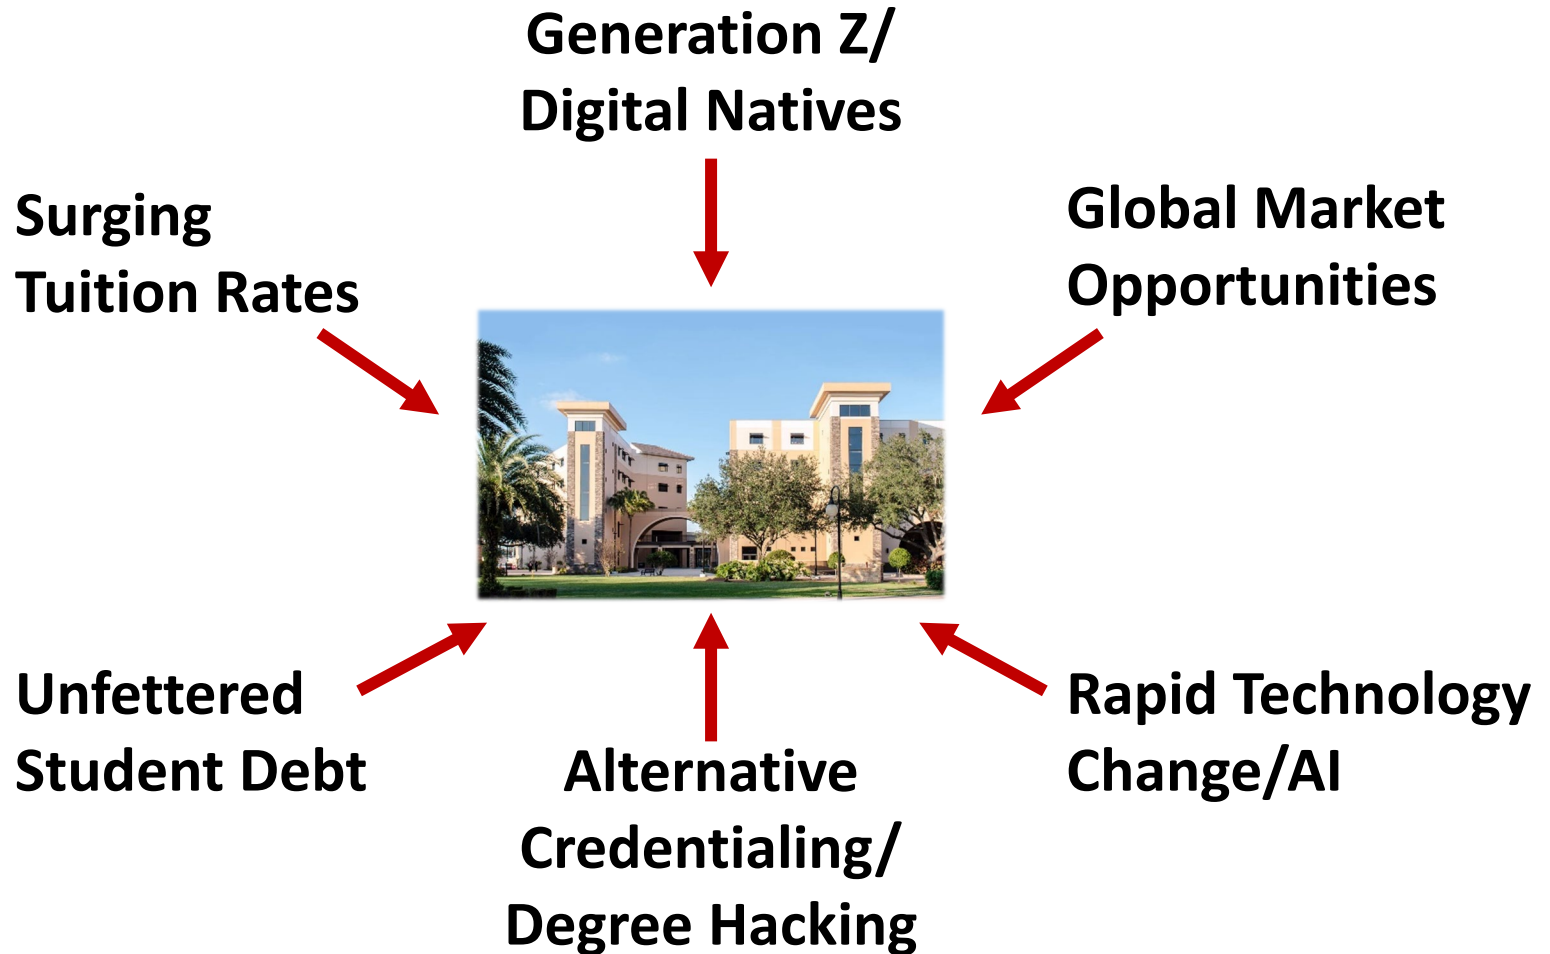 Generation Z/
Digital Natives
Surging
Tuition Rates
Global Market
Opportunities
Unfettered
Student Debt
Alternative
Credentialing/
Degree Hacking
Rapid Technology
Change/AI